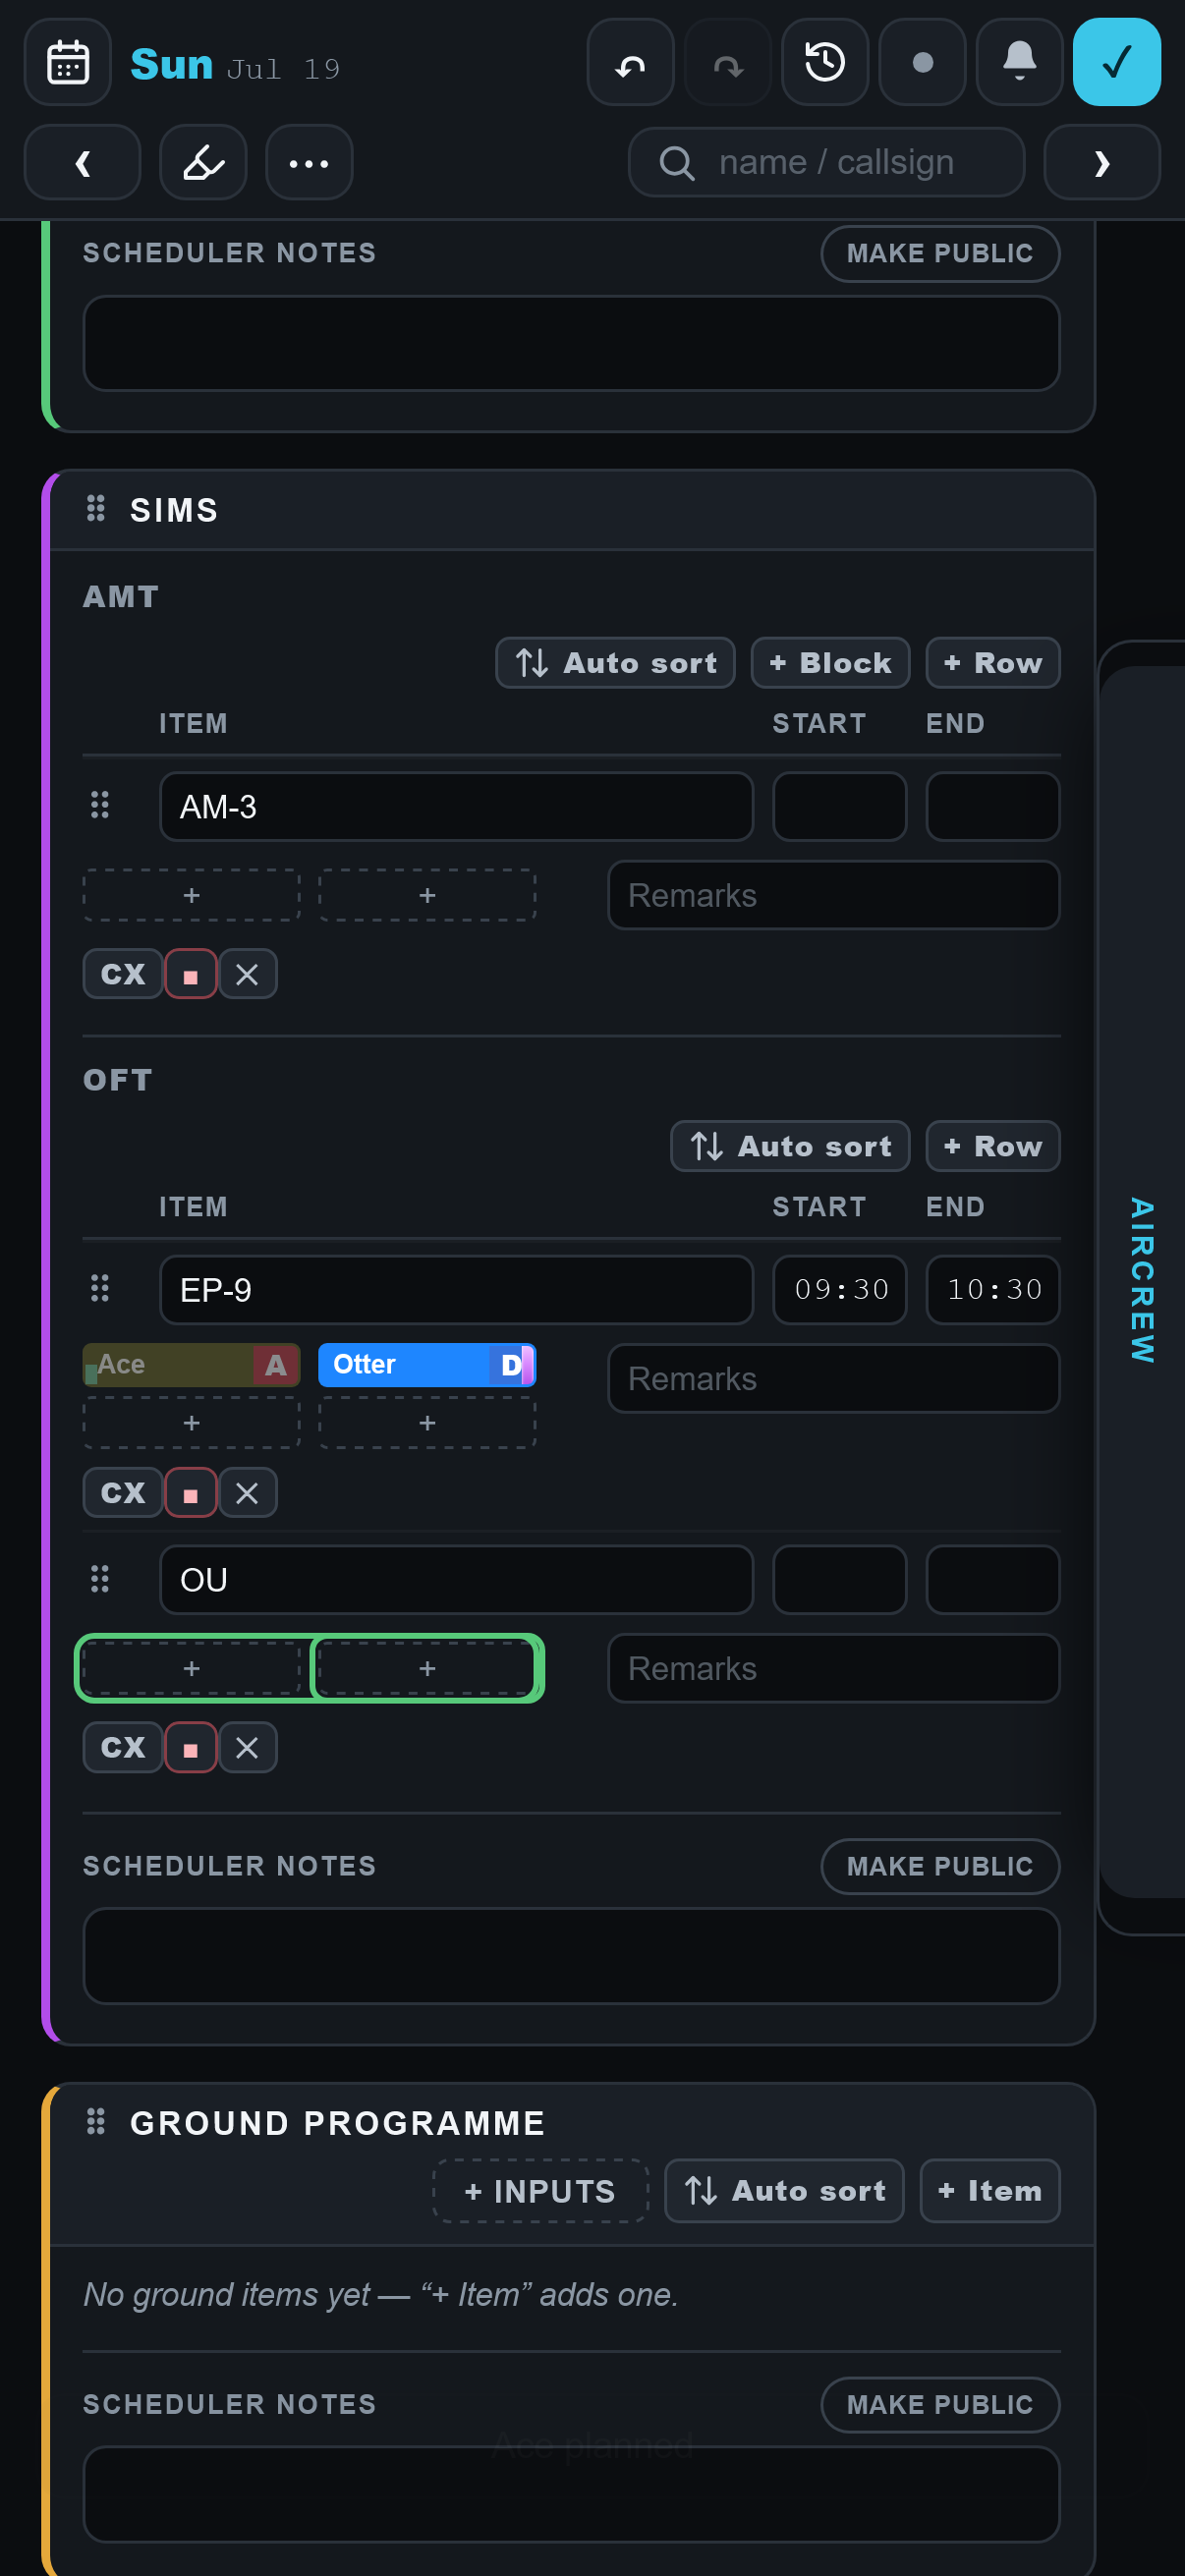 Sun Jul 19
name / callsign
SCHEDULER NOTES MAKE PUBLIC
SIMS
AMT
Auto sort + Block + Row
ITEM START END
AM-3
+ + Remarks
CX
OFT
Auto sort + Row
ITEM START END
EP-9 09:30 10:30
Ace A Otter D Remarks
+ +
CX
OU
+ + Remarks
CX
SCHEDULER NOTES MAKE PUBLIC
AIRCREW
GROUND PROGRAMME
+ INPUTS Auto sort + Item
No ground items yet — “+ Item” adds one.
SCHEDULER NOTES MAKE PUBLIC
Ace planned